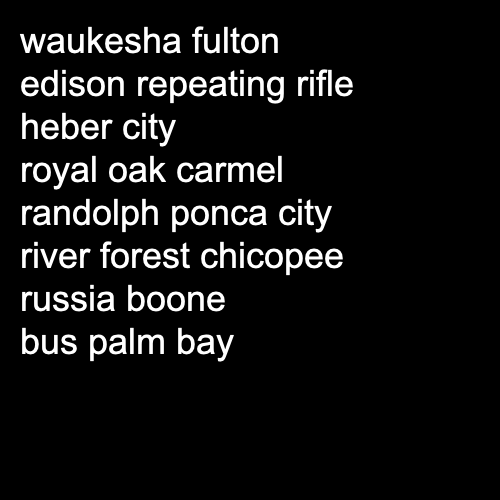 waukesha fulton
edison repeating rifle
heber city
royal oak carmel
randolph ponca city
river forest chicopee
russia boone
bus palm bay